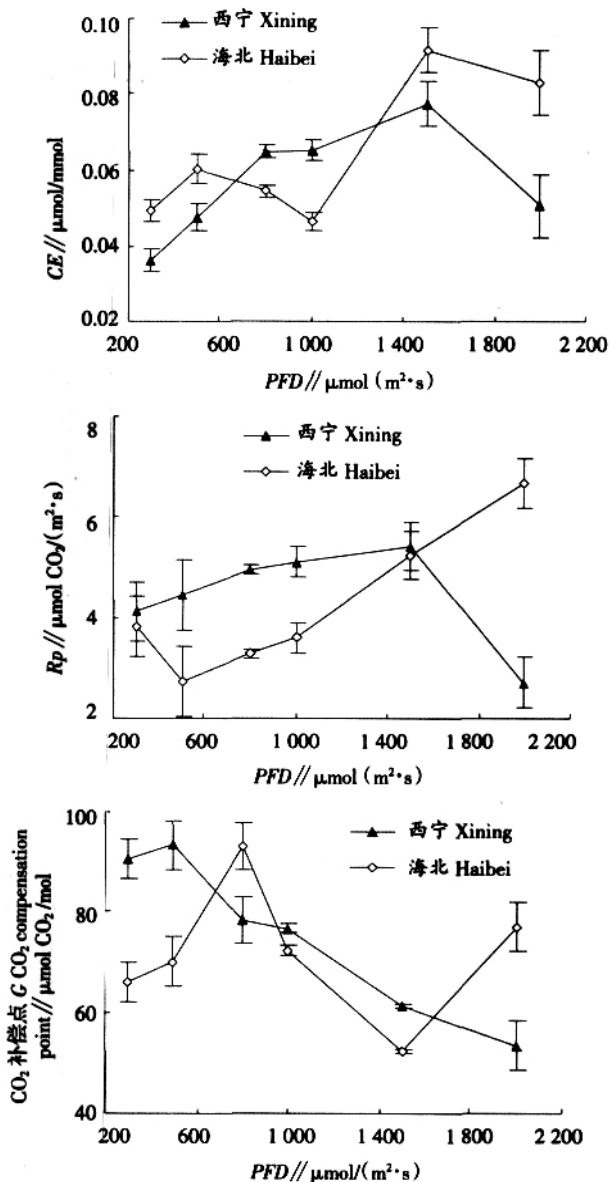 0.10
西宁 Xining
海北 Haibei
0.08
0.06
0.04
0.02
CE// μmol/mmol
200 600 1 000 1 400 1 800 2 200
PFD// μmol (m²·s)
8
西宁 Xining
海北 Haibei
6
4
2
Rp// μmol CO₂/(m²·s)
200 600 1 000 1 400 1 800 2 200
PFD// μmol (m²·s)
100
西宁 Xining
海北 Haibei
80
60
40
CO₂ 补偿点 G CO₂ compensation
point// μmol CO₂/mol
200 600 1 000 1 400 1 800 2 200
PFD// μmol/(m²·s)